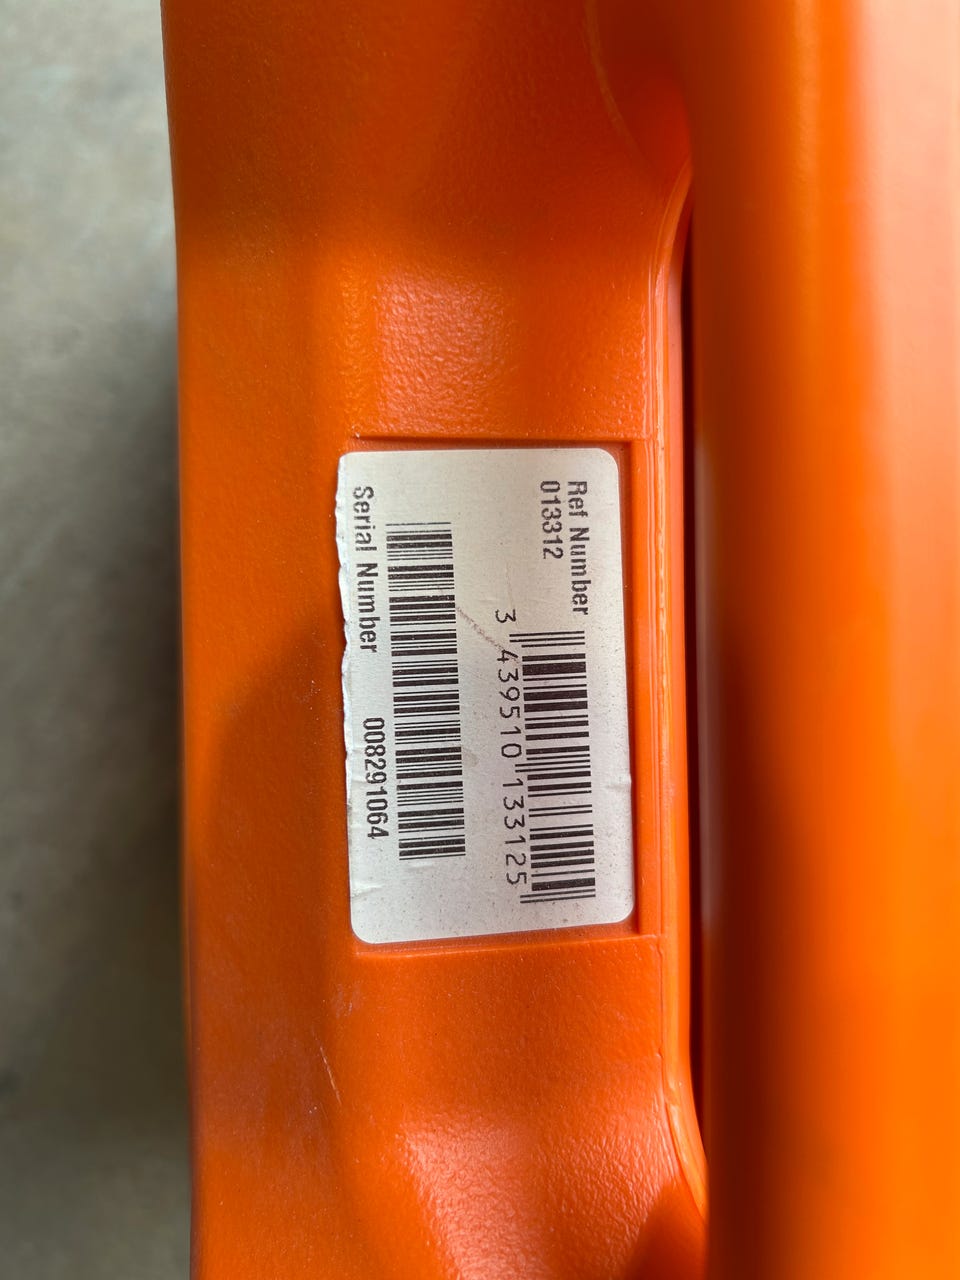 Ref Number
013312
3 439510 133125
Serial Number 008291064